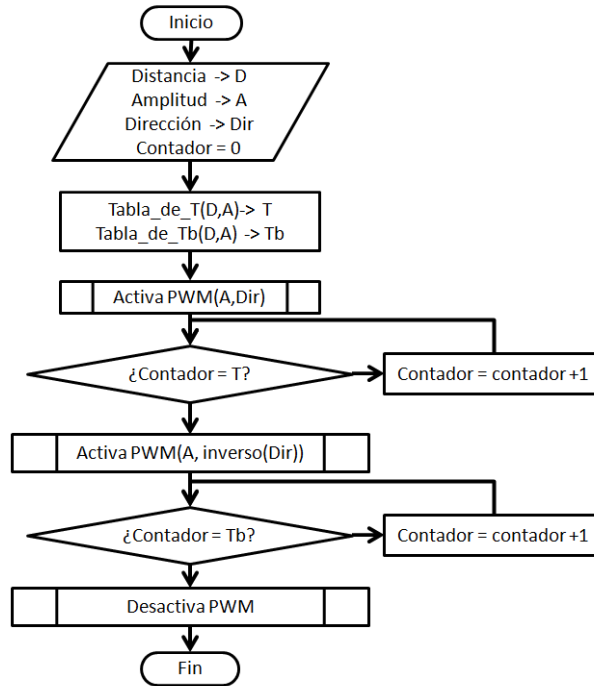 Inicio
Distancia -> D
Amplitud -> A
Dirección -> Dir
Contador = 0
Tabla_de_T(D,A)-> T
Tabla_de_Tb(D,A) -> Tb
Activa PWM(A,Dir)
¿Contador = T?
Contador = contador +1
Activa PWM(A, inverso(Dir))
¿Contador = Tb?
Contador = contador +1
Desactiva PWM
Fin